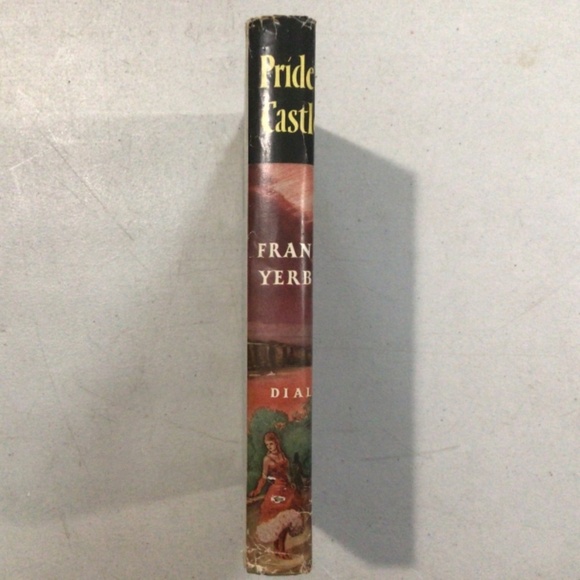 Pride
Castl
FRAN
YERB
DIAL